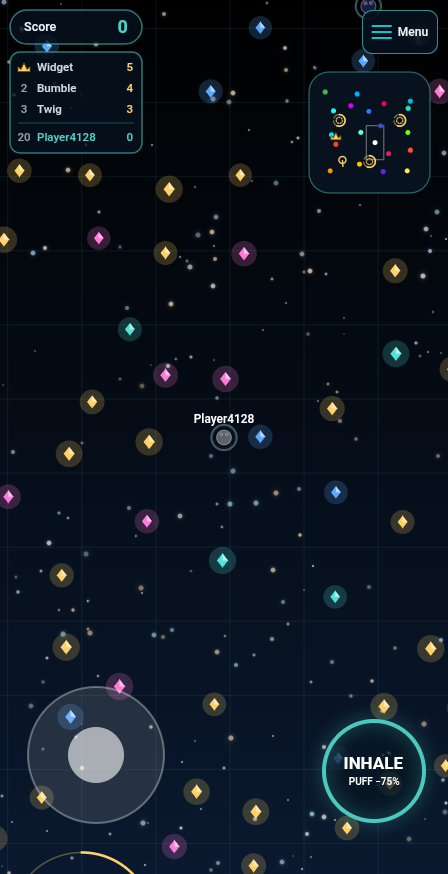 Score 0
Widget 5
2 Bumble 4
3 Twig 3
20 Player4128 0
Menu
Player4128
INHALE
PUFF −75%